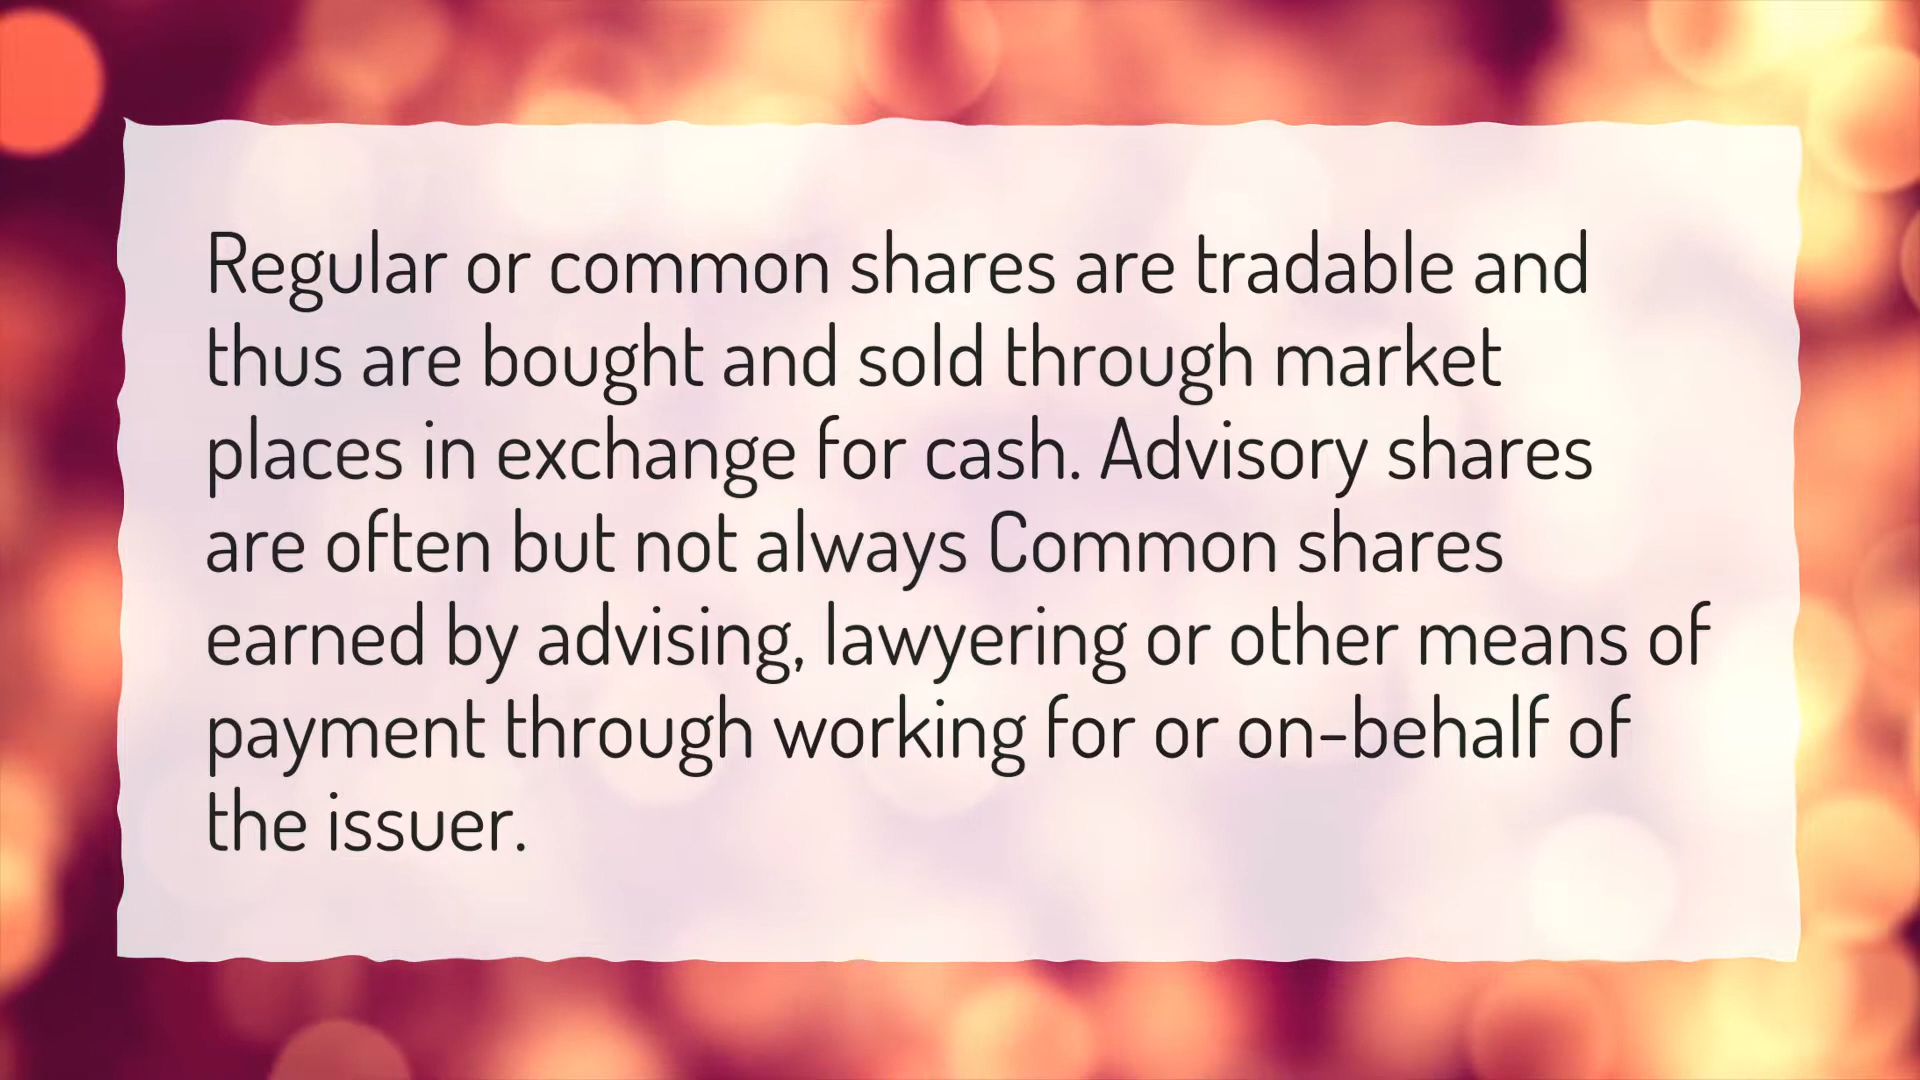 Regular or common shares are tradable and
thus are bought and sold through market
places in exchange for cash. Advisory shares
are often but not always Common shares
earned by advising, lawyering or other means of
payment through working for or on-behalf of
the issuer.